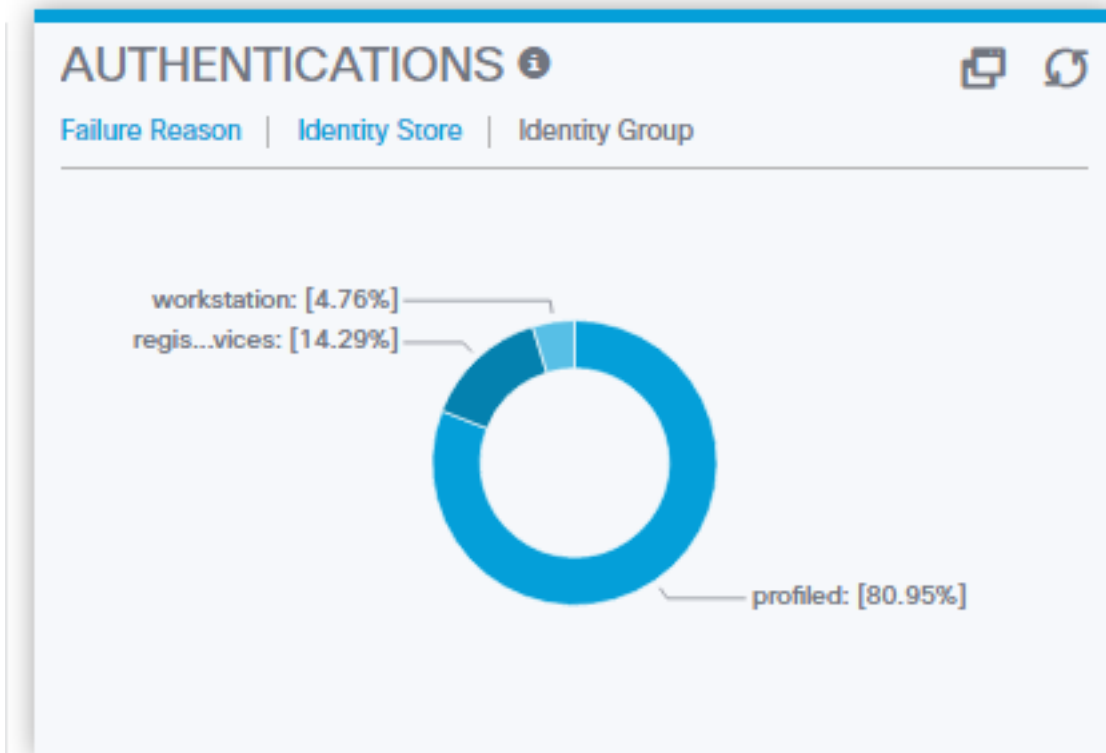 AUTHENTICATIONS
Failure Reason | Identity Store | Identity Group
workstation: [4.76%]
regis...vices: [14.29%]
profiled: [80.95%]